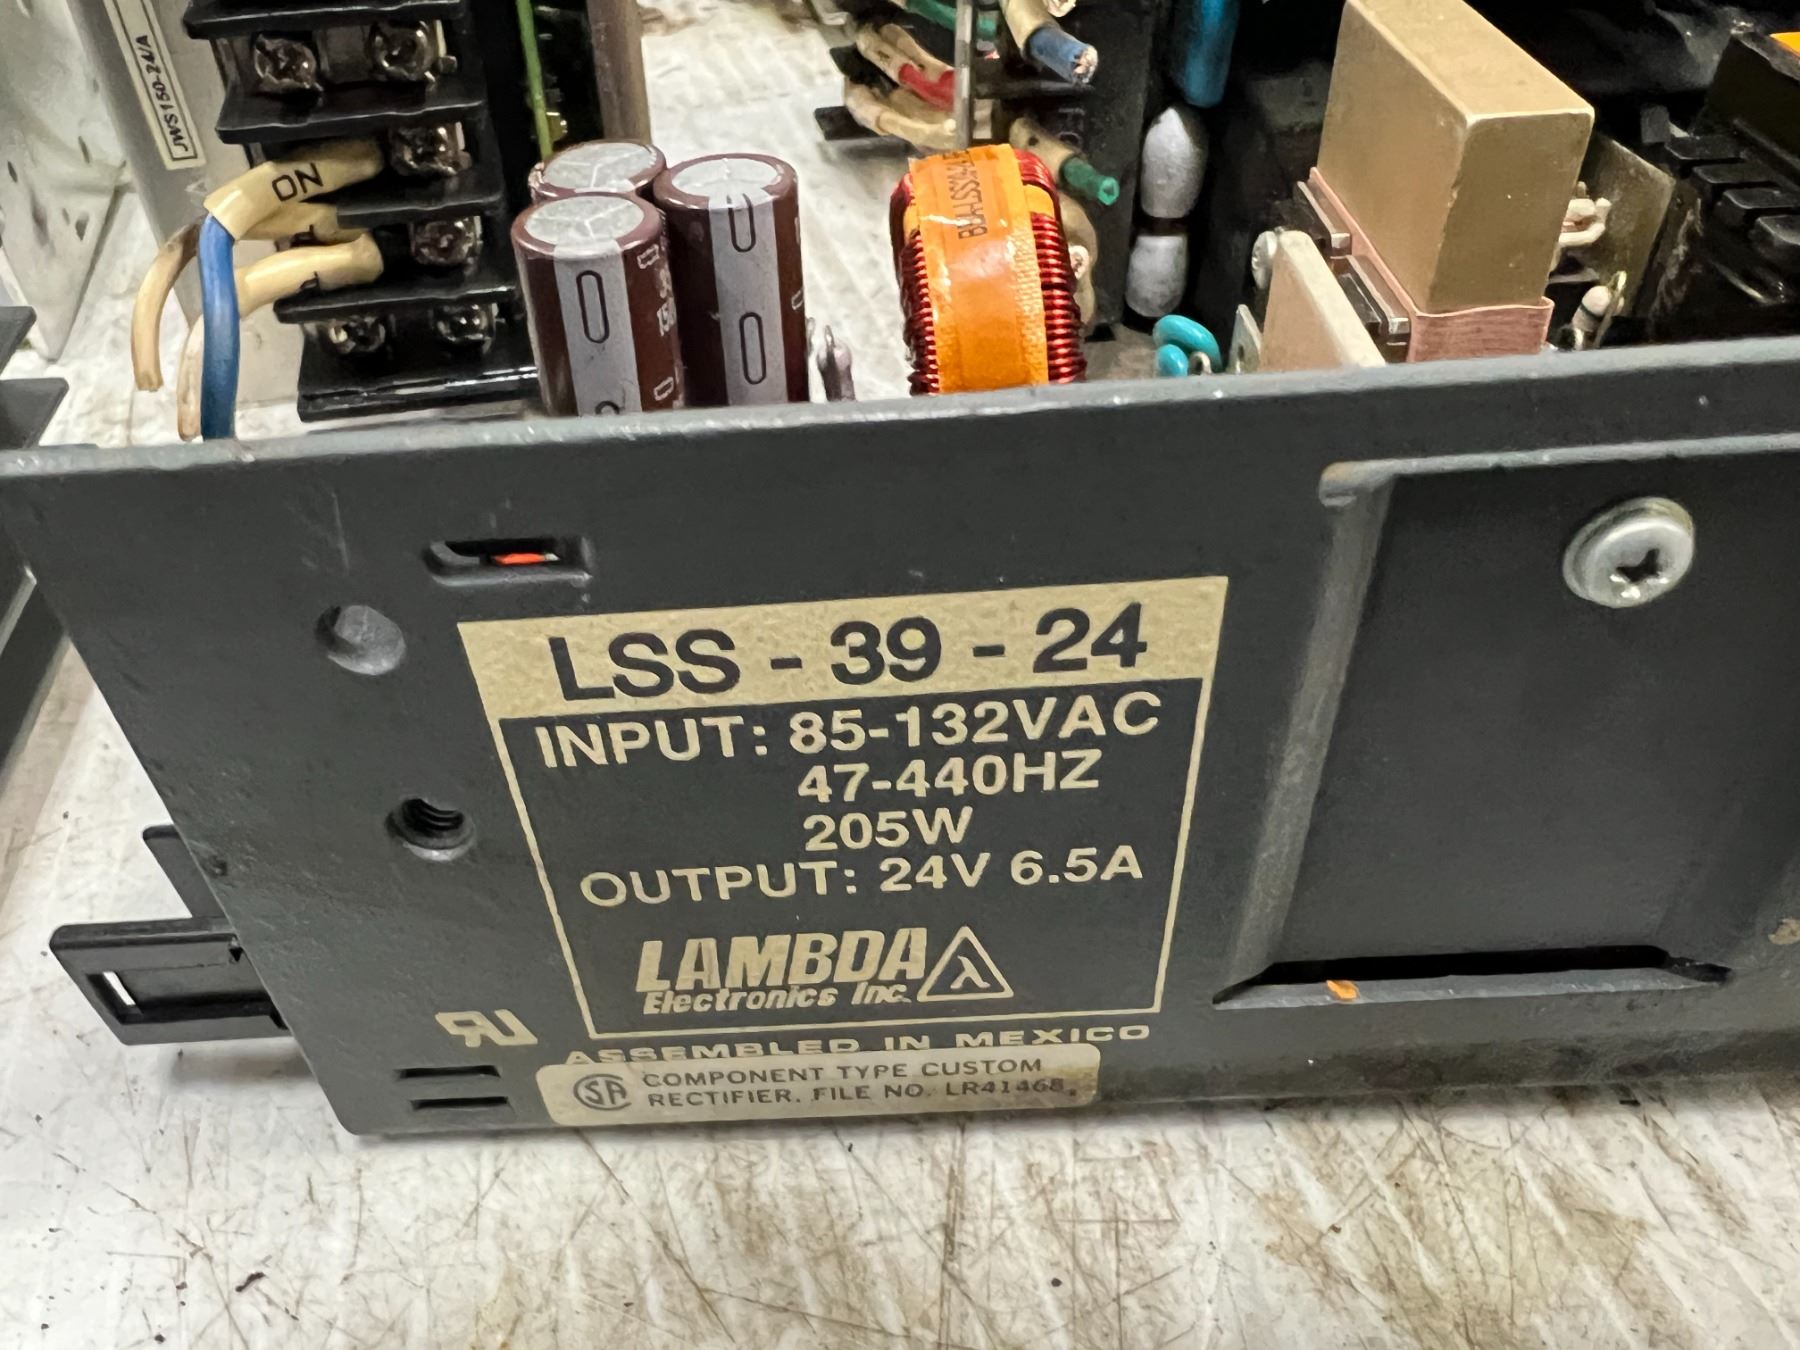 JWS150-24/A
NO
LSS - 39 - 24
INPUT: 85-132VAC
47-440HZ
205W
OUTPUT: 24V 6.5A
LAMBDA
Electronics Inc.
ASSEMBLED IN MEXICO
COMPONENT TYPE CUSTOM
RECTIFIER. FILE NO. LR41468.